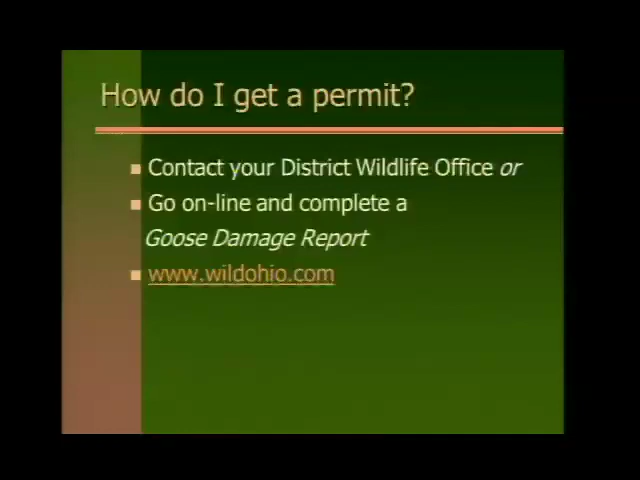 How do I get a permit?
Contact your District Wildlife Office or
Go on-line and complete a
Goose Damage Report
www.wildohio.com